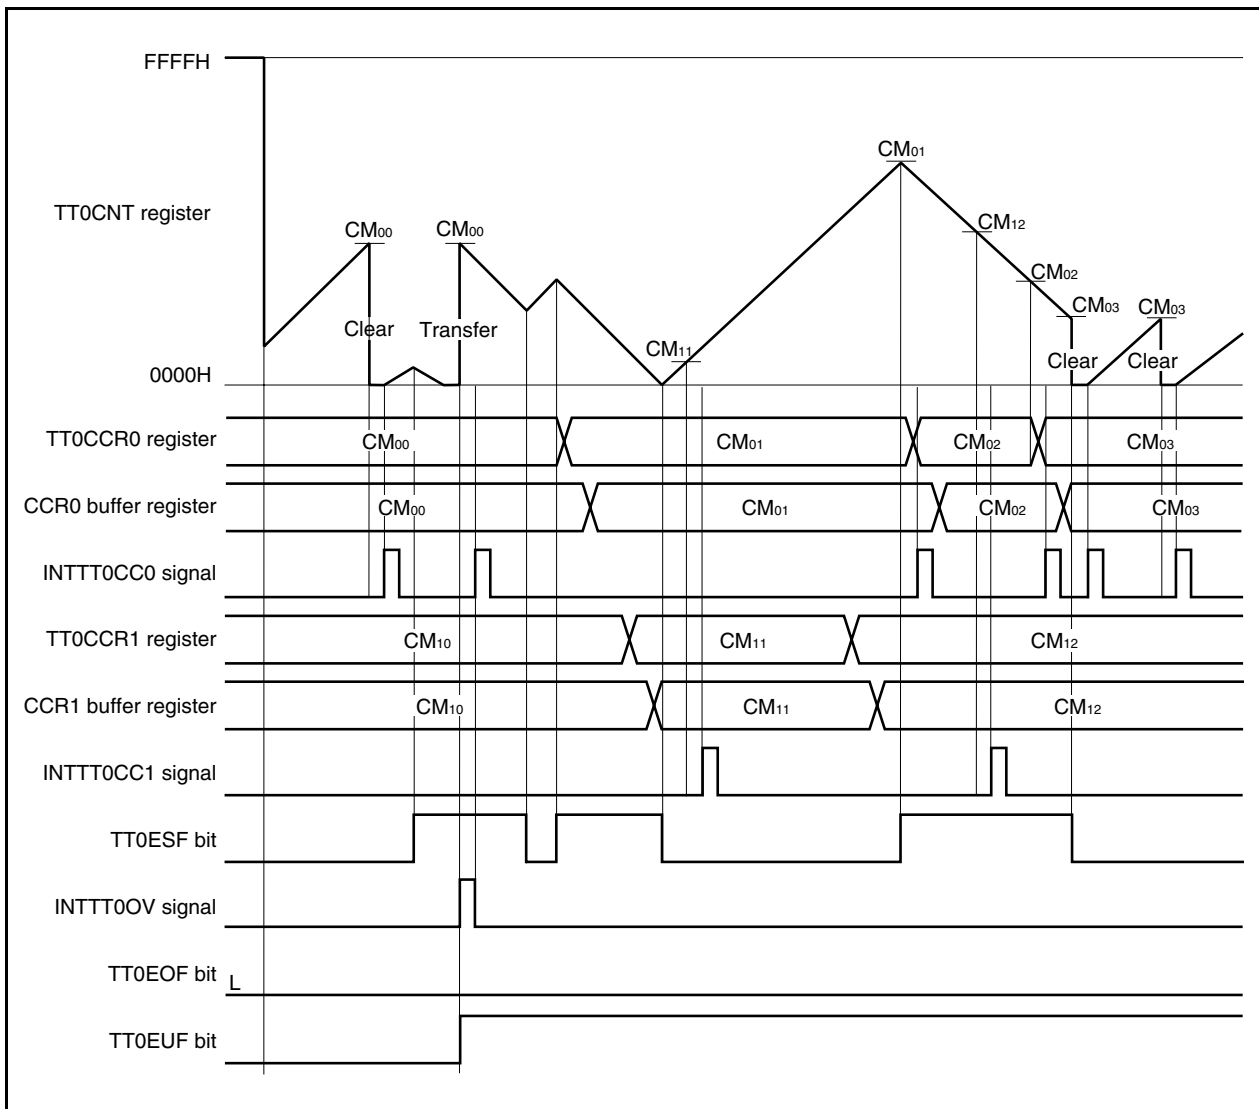 FFFFH
CM01
TT0CNT register
CM00
CM00
CM12
CM02
CM03
CM03
Clear
Transfer
CM11
Clear
Clear
0000H
TT0CCR0 register
CM00
CM01
CM02
CM03
CCR0 buffer register
CM00
CM01
CM02
CM03
INTTT0CC0 signal
TT0CCR1 register
CM10
CM11
CM12
CCR1 buffer register
CM10
CM11
CM12
INTTT0CC1 signal
TT0ESF bit
INTTT0OV signal
TT0EOF bit
L
TT0EUF bit